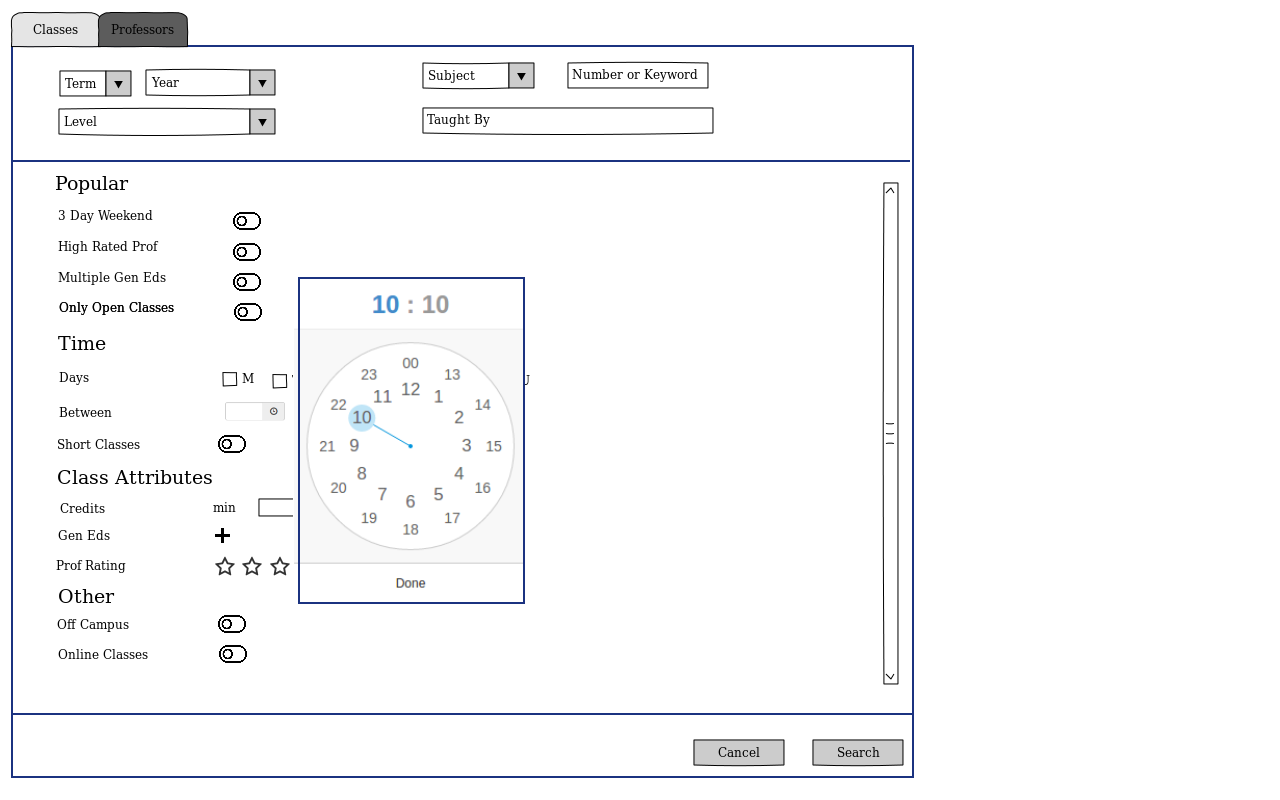 Classes Professors
Term Year Subject Number or Keyword
Level Taught By
Popular
3 Day Weekend
High Rated Prof
Multiple Gen Eds
Only Open Classes
10 : 10
Time
Days M
Between
Short Classes
00
23 13
12
11 1
22 14
10 2
21 9 3 15
8 4
20 16
7 5
6
19 17
18
Class Attributes
Credits min
Gen Eds
Prof Rating
Done
Other
Off Campus
Online Classes
Cancel Search